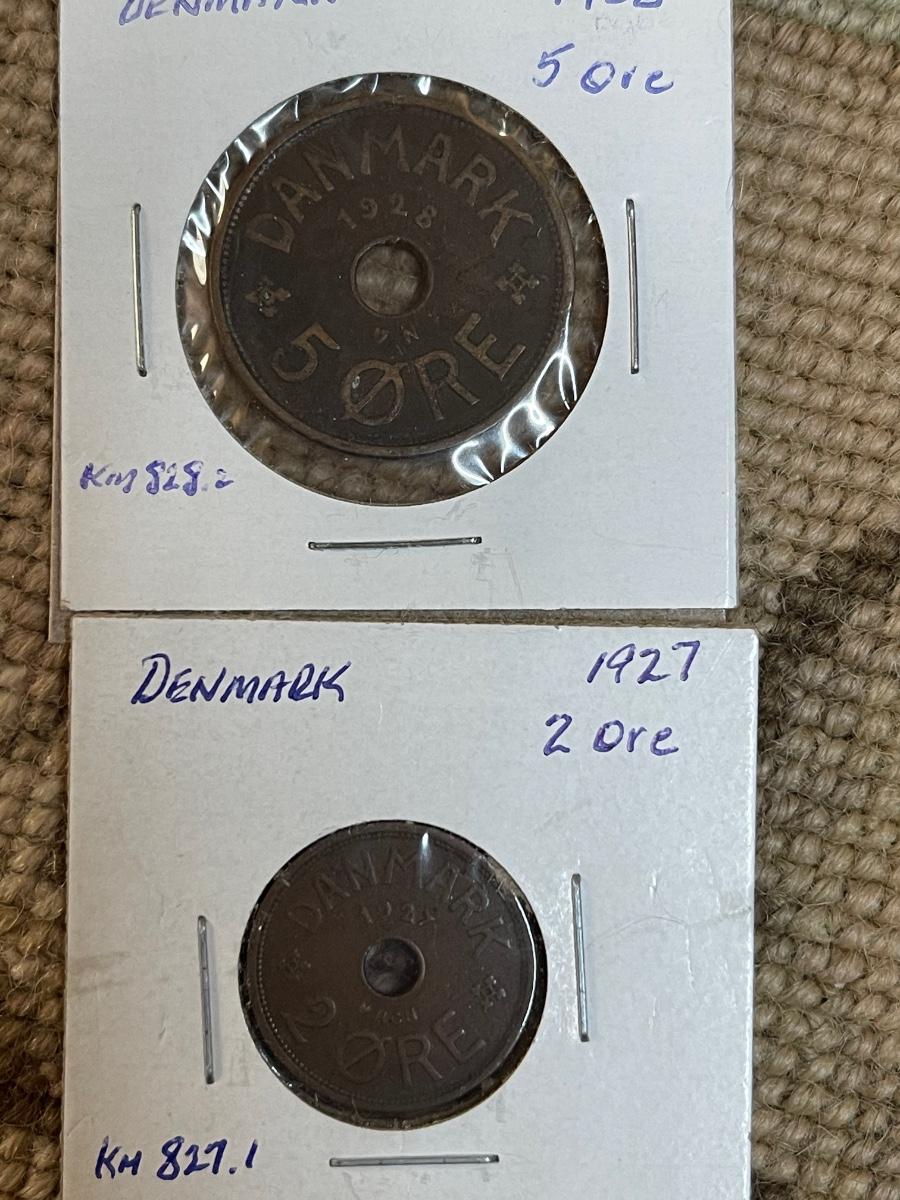 DENMARK
5 Ore
DANMARK
1928
5 ØRE
KM 828.2
DENMARK 1927
2 Ore
DANMARK
2 ØRE
KM 827.1